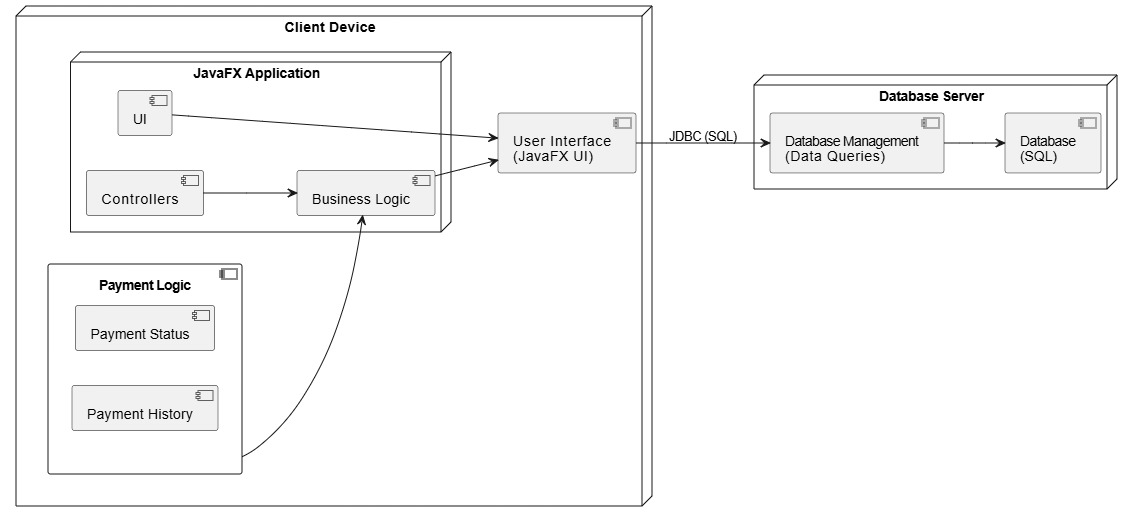 Client Device
JavaFX Application
UI
Controllers
Business Logic
User Interface
(JavaFX UI)
Payment Logic
Payment Status
Payment History
JDBC (SQL)
Database Server
Database Management
(Data Queries)
Database
(SQL)